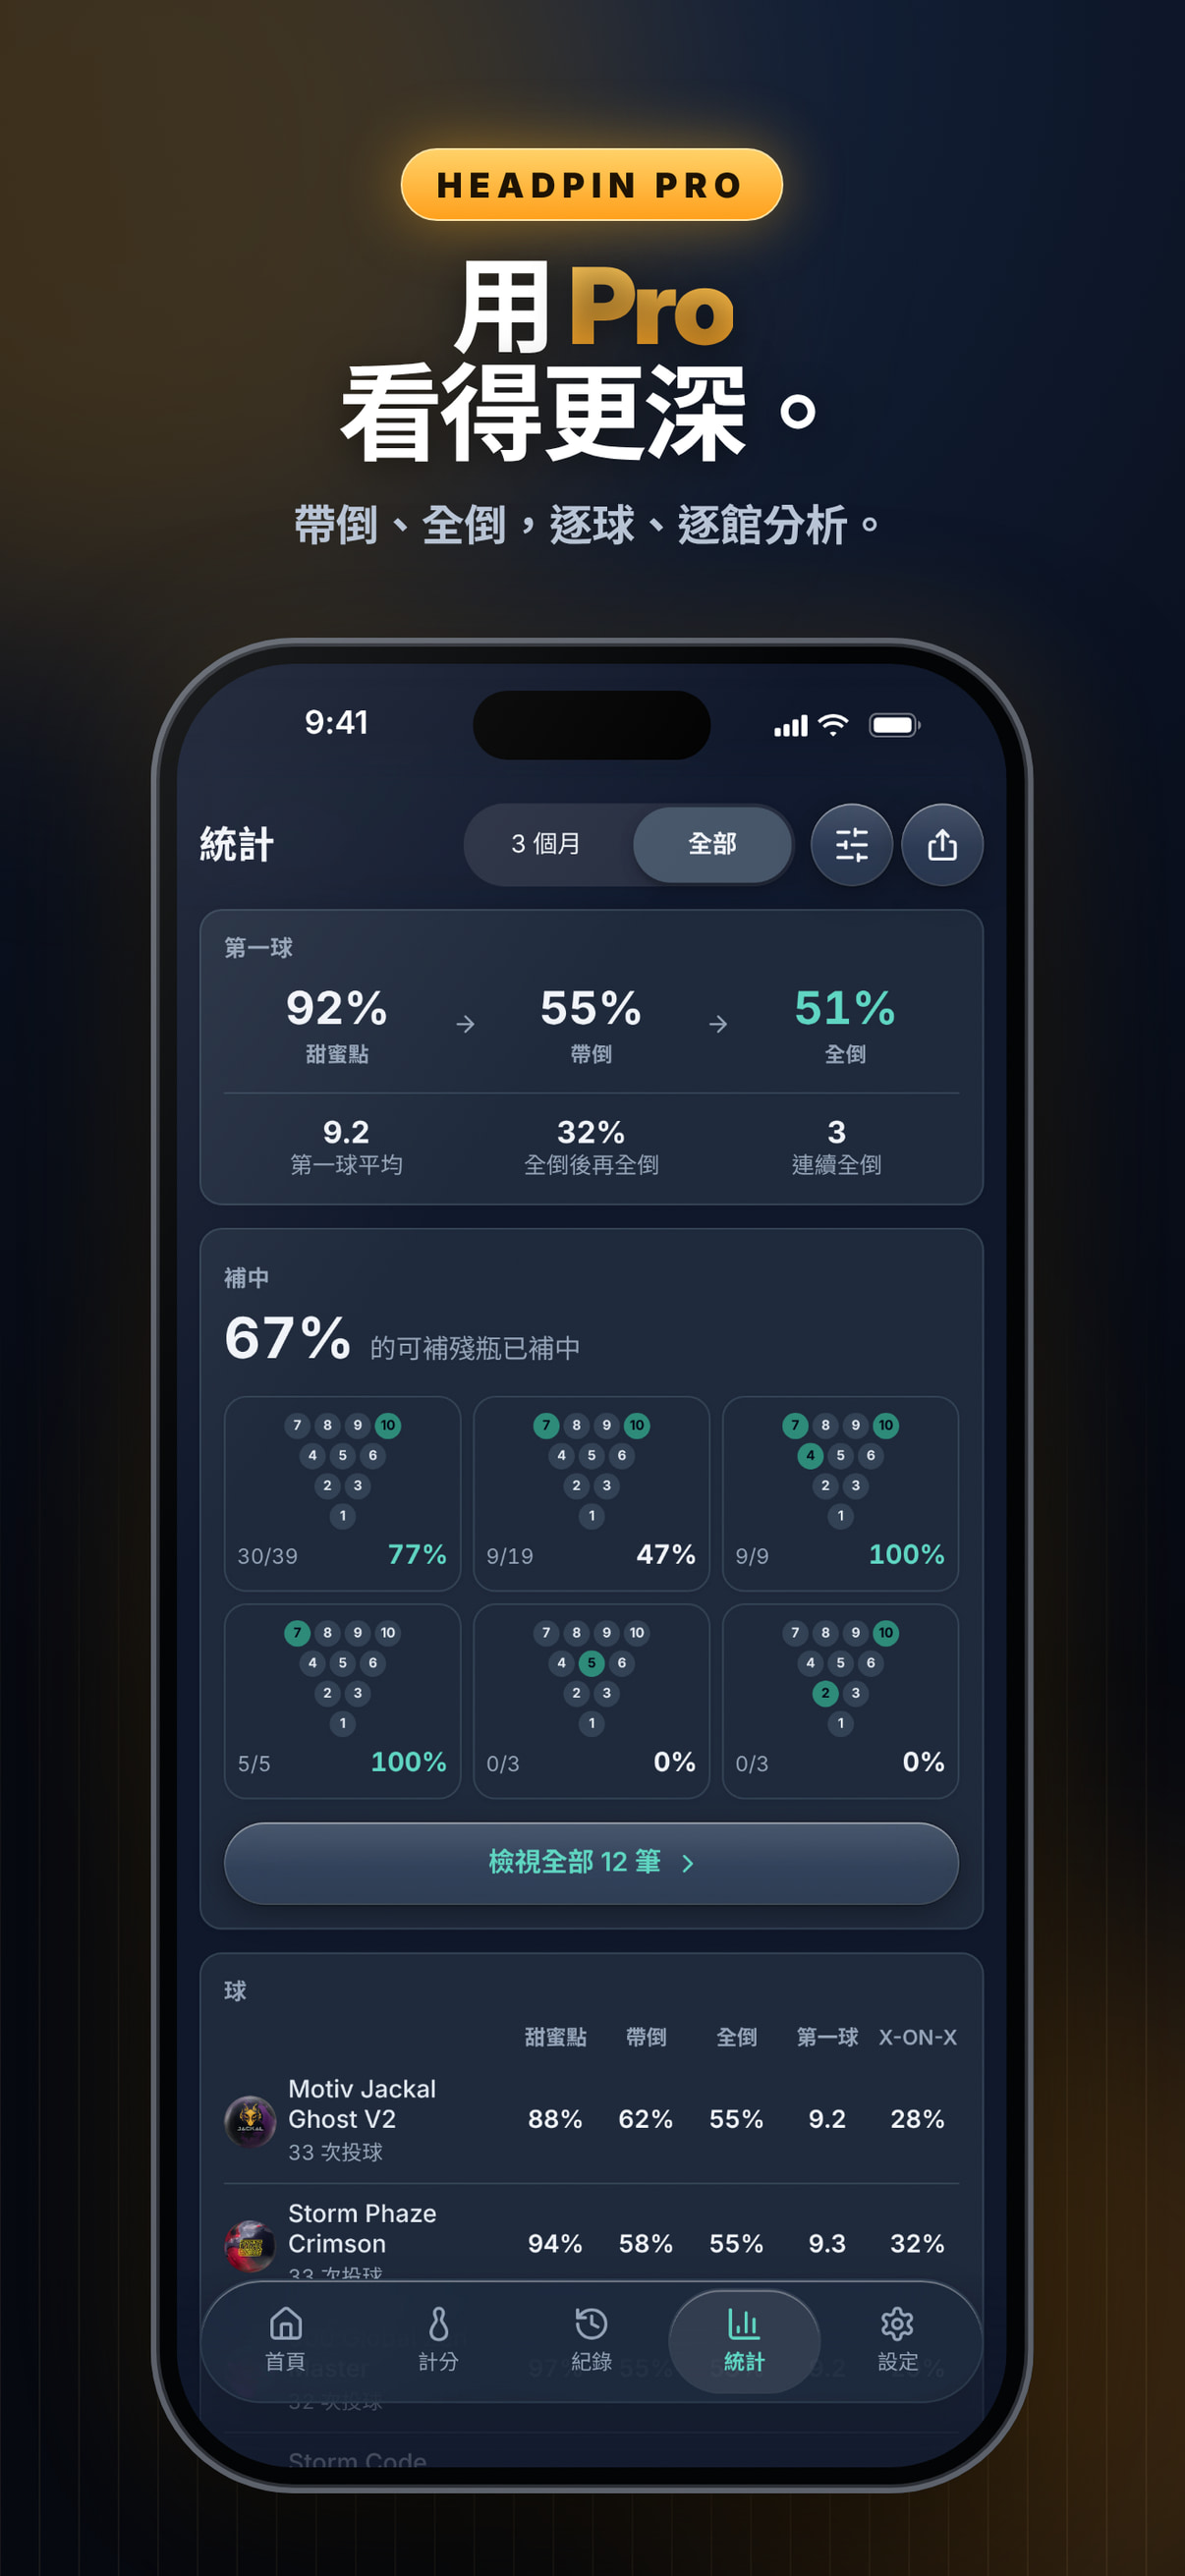 HEADPIN PRO
用 Pro
看得更深。
帶倒、全倒，逐球、逐館分析。
9:41
統計
3 個月
全部
第一球
92%
55%
51%
甜蜜點
帶倒
全倒
9.2
32%
3
第一球平均
全倒後再全倒
連續全倒
補中
67% 的可補殘瓶已補中
7 8 9 10
4 5 6
2 3
1
30/39 77%
7 8 9 10
4 5 6
2 3
1
9/19 47%
7 8 9 10
4 5 6
2 3
1
9/9 100%
7 8 9 10
4 5 6
2 3
1
5/5 100%
7 8 9 10
4 5 6
2 3
1
0/3 0%
7 8 9 10
4 5 6
2 3
1
0/3 0%
檢視全部 12 筆
球
甜蜜點 帶倒 全倒 第一球 X-ON-X
JACKAL
Motiv Jackal
Ghost V2
33 次投球
88% 62% 55% 9.2 28%
Storm Phaze
Crimson
33 次投球
94% 58% 55% 9.3 32%
首頁
計分
紀錄
統計
設定
32 次投球
Storm Code